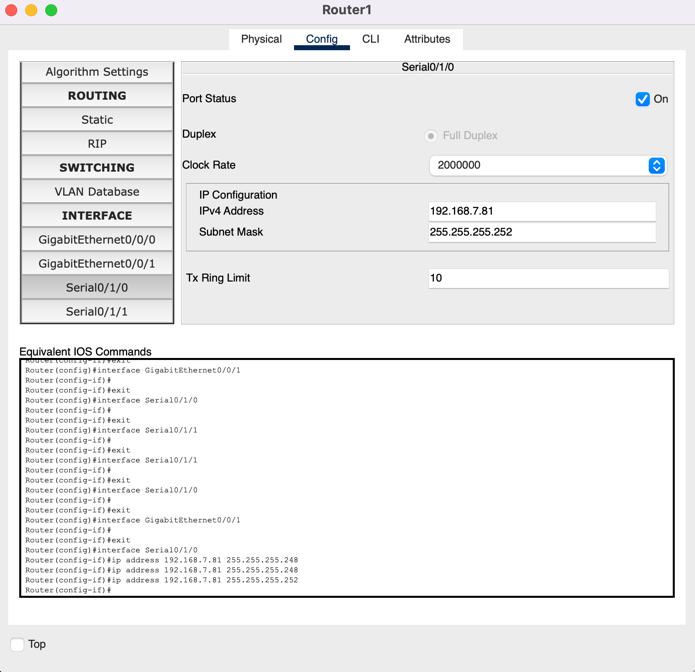 Router1
Physical Config CLI Attributes
Algorithm Settings
ROUTING
Static
RIP
SWITCHING
VLAN Database
INTERFACE
GigabitEthernet0/0/0
GigabitEthernet0/0/1
Serial0/1/0
Serial0/1/1
Serial0/1/0
Port Status On
Duplex Full Duplex
Clock Rate 2000000
IP Configuration
IPv4 Address 192.168.7.81
Subnet Mask 255.255.255.252
Tx Ring Limit 10
Equivalent IOS Commands
Router(config-if)#exit
Router(config)#interface GigabitEthernet0/0/1
Router(config-if)#
Router(config-if)#exit
Router(config)#interface Serial0/1/0
Router(config-if)#
Router(config-if)#exit
Router(config)#interface Serial0/1/1
Router(config-if)#
Router(config-if)#exit
Router(config)#interface Serial0/1/1
Router(config-if)#
Router(config-if)#exit
Router(config)#interface Serial0/1/0
Router(config-if)#
Router(config-if)#exit
Router(config)#interface GigabitEthernet0/0/1
Router(config-if)#
Router(config-if)#exit
Router(config)#interface Serial0/1/0
Router(config-if)#ip address 192.168.7.81 255.255.255.248
Router(config-if)#ip address 192.168.7.81 255.255.255.248
Router(config-if)#ip address 192.168.7.81 255.255.255.252
Router(config-if)#
Top